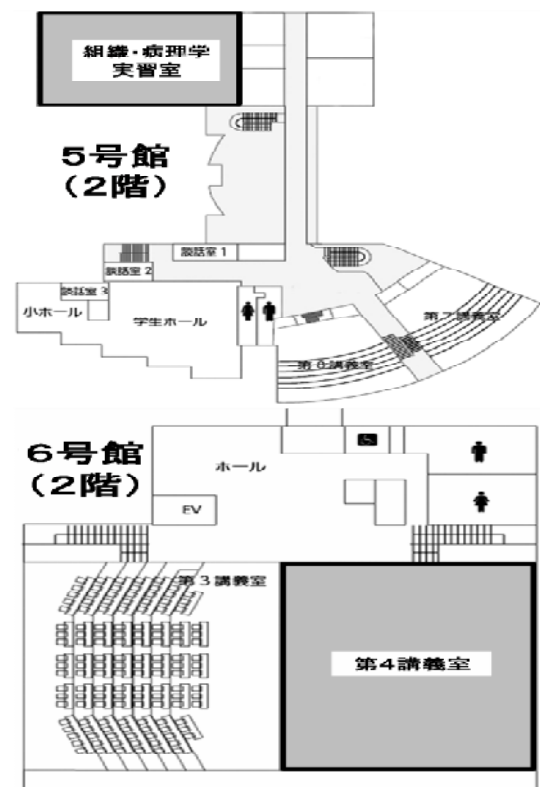 組織・病理学
実習室
5号館
（2階）
談話室１
談話室２
談話室３
小ホール
学生ホール
第７講義室
第６講義室
6号館
（2階）
ホール
EV
第３講義室
第４講義室